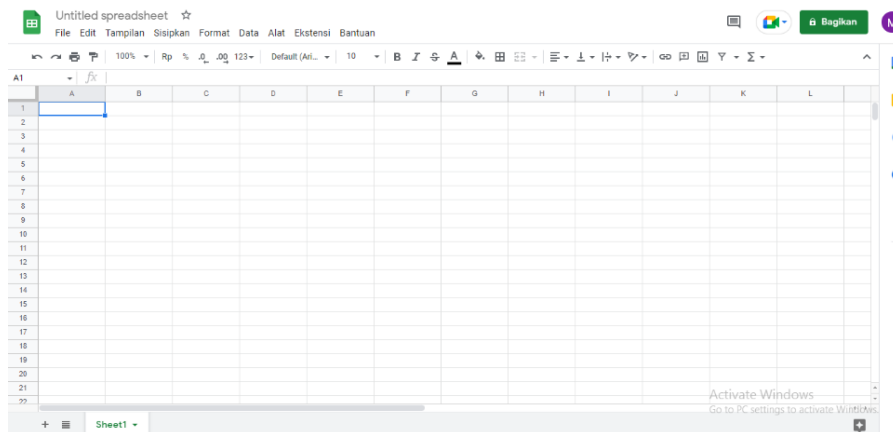 Untitled spreadsheet
File Edit Tampilan Sisipkan Format Data Alat Ekstensi Bantuan
Bagikan
100% Rp % .0 .00 123 Default (Ari... 10 B I S A
A1 fx
A B C D E F G H I J K L
1
2
3
4
5
6
7
8
9
10
11
12
13
14
15
16
17
18
19
20
21
22
Activate Windows
Go to PC settings to activate Windows.
Sheet1